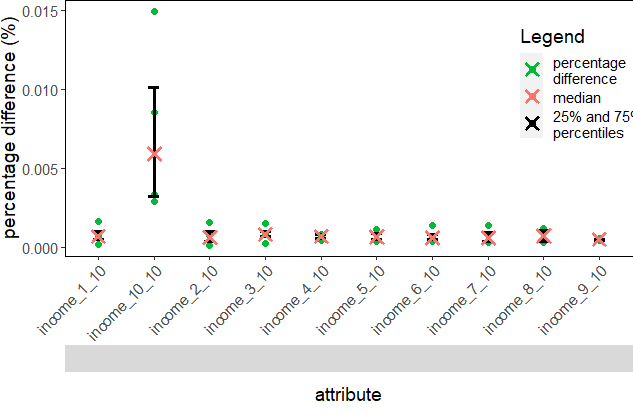 percentage difference (%)
0.015
0.010
0.005
0.000
Legend
percentage
difference
median
25% and 75%
percentiles
income_1_10
income_10_10
income_2_10
income_3_10
income_4_10
income_5_10
income_6_10
income_7_10
income_8_10
income_9_10
attribute